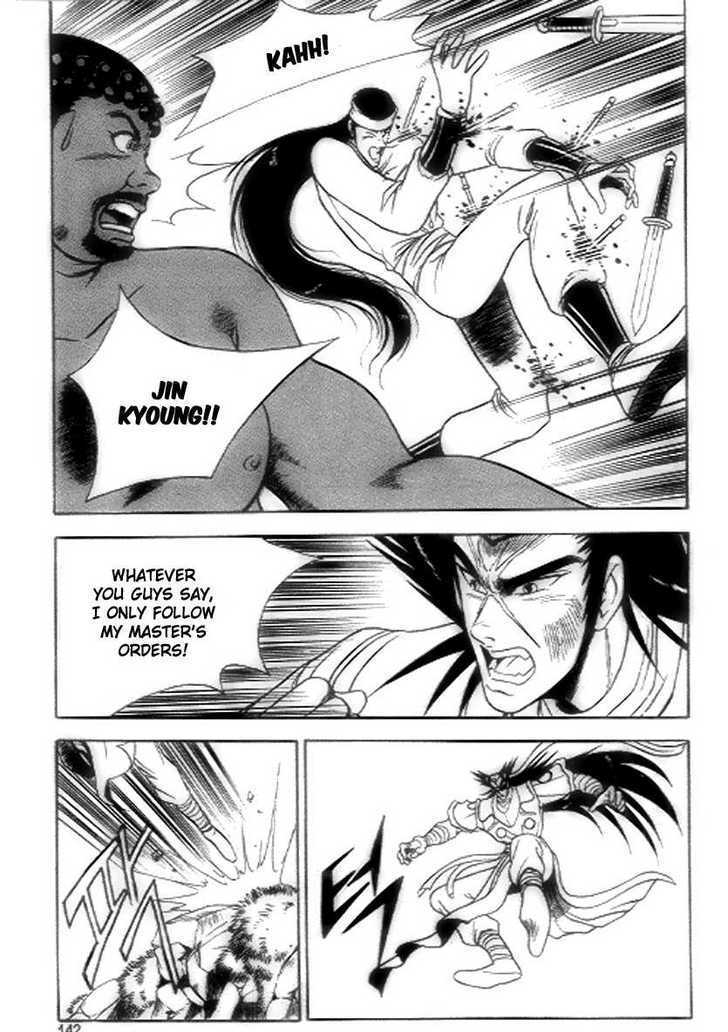 KAHH!
JIN
KYOUNG!!
WHATEVER
YOU GUYS SAY,
I ONLY FOLLOW
MY MASTER'S
ORDERS!
142